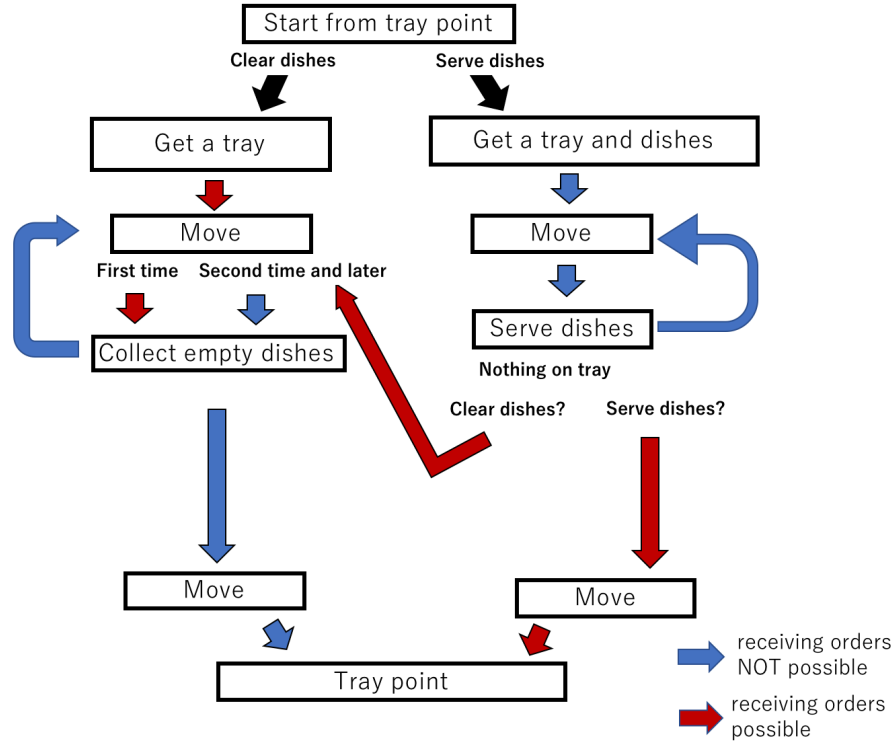 Start from tray point
Clear dishes
Serve dishes
Get a tray
Get a tray and dishes
Move
Move
First time
Second time and later
Serve dishes
Collect empty dishes
Nothing on tray
Clear dishes?
Serve dishes?
Move
Move
Tray point
receiving orders
NOT possible
receiving orders
possible